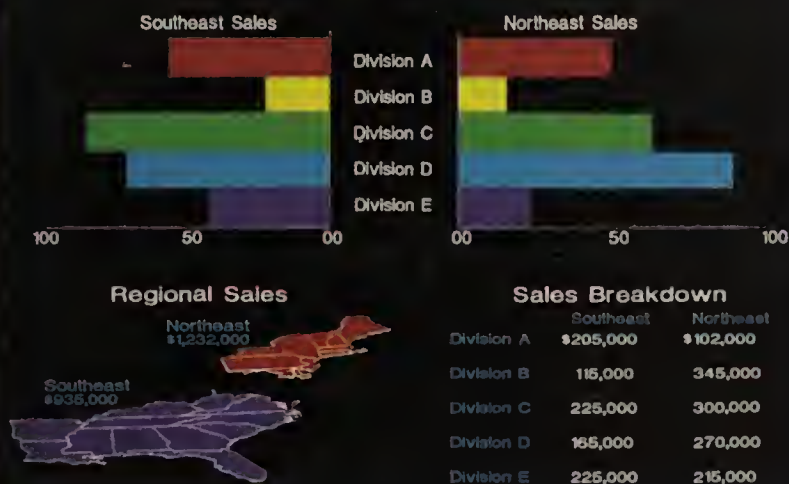 Southeast Sales
Northeast Sales
Division A
Division B
Division C
Division D
Division E
100 50 00
00 50 100
Regional Sales
Northeast
$1,232,000
Southeast
$935,000
Sales Breakdown
Southeast Northeast
Division A $205,000 $102,000
Division B 115,000 345,000
Division C 225,000 300,000
Division D 165,000 270,000
Division E 225,000 215,000